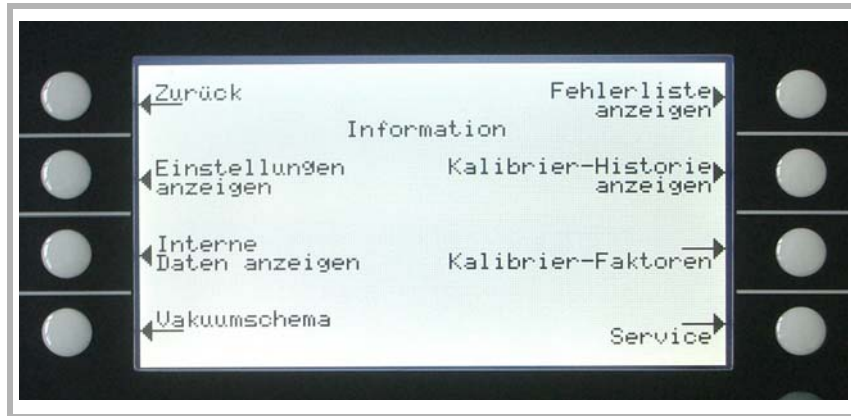 Zurück
Fehlerliste
anzeigen
Information
Einstellungen
anzeigen
Kalibrier-Historie
anzeigen
Interne
Daten anzeigen
Kalibrier-Faktoren
Vakuumschema
Service